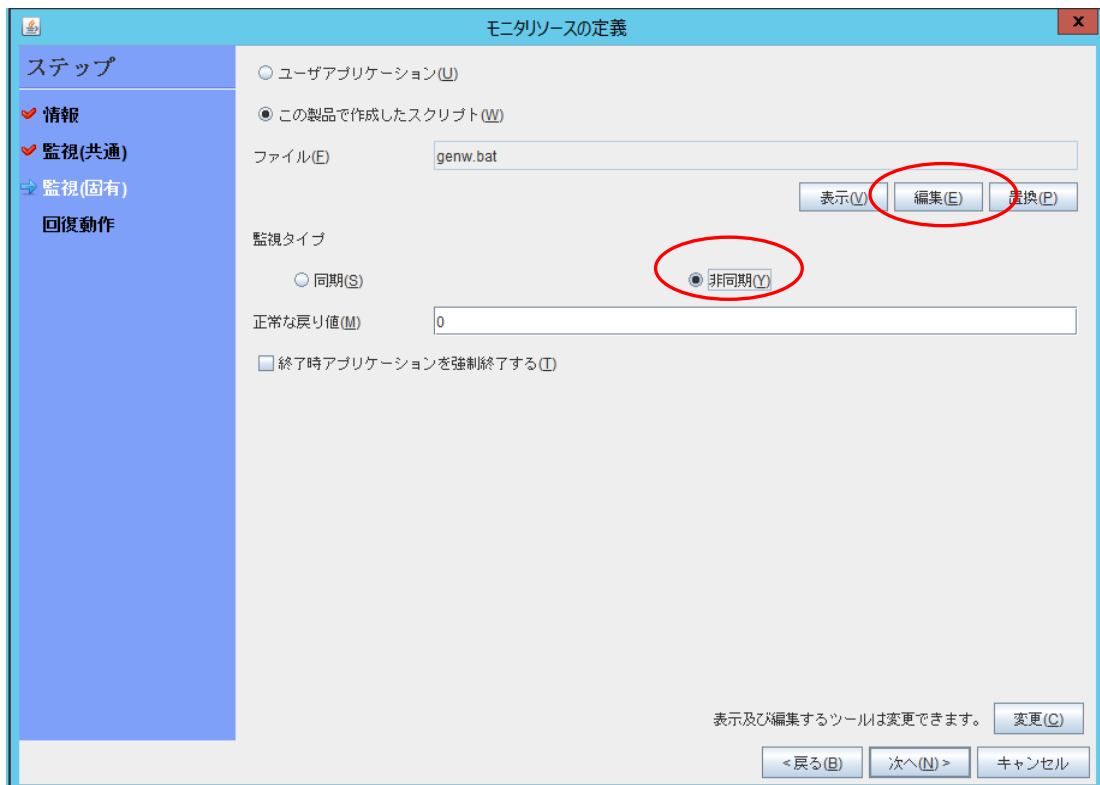 モニタリソースの定義
x
ステップ
情報
監視(共通)
監視(固有)
回復動作
ユーザアプリケーション(U)
この製品で作成したスクリプト(W)
ファイル(F) genw.bat
表示(V) 編集(E) 置換(P)
監視タイプ
同期(S) 非同期(Y)
正常な戻り値(M) 0
終了時アプリケーションを強制終了する(T)
表示及び編集するツールは変更できます。 変更(C)
<戻る(B) 次へ(N)> キャンセル